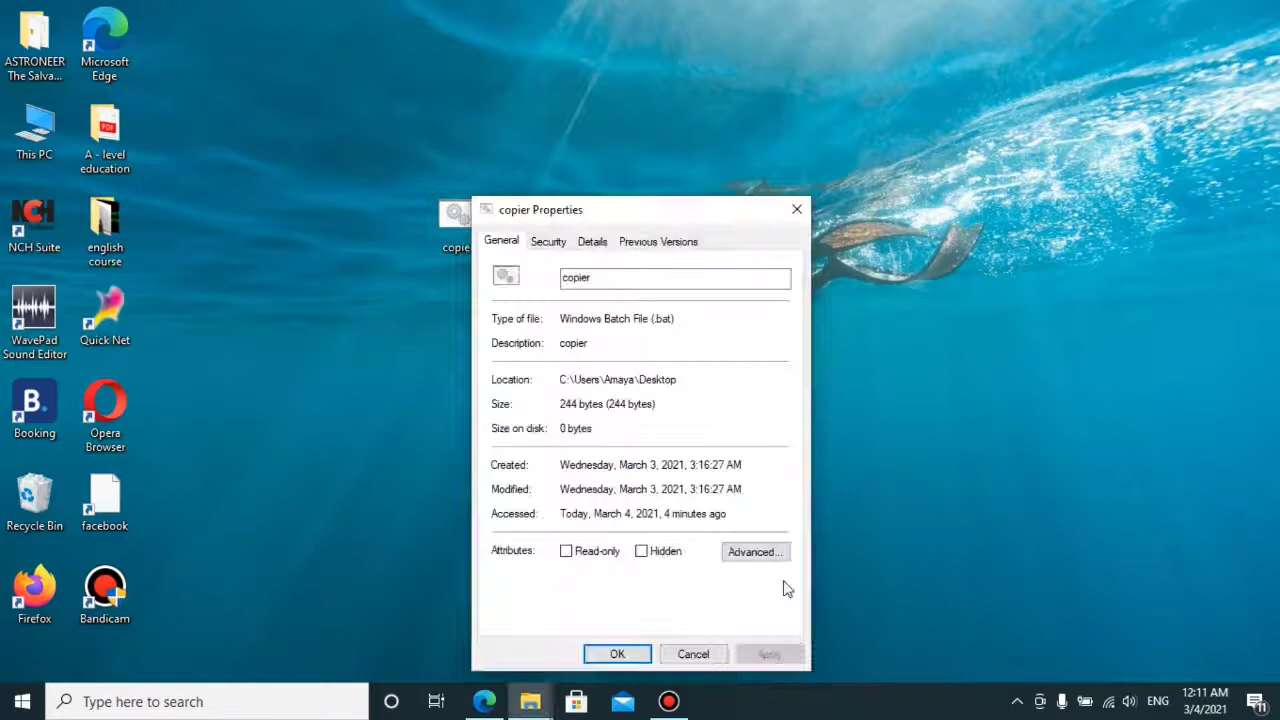 ASTRONEER
The Salva...
Microsoft
Edge
This PC
PDF
A - level
education
NCH
NCH Suite
english
course
WavePad
Sound Editor
Quick Net
B.
Booking
Opera
Browser
Recycle Bin
facebook
Firefox
Bandicam
copier
copier Properties
General
Security
Details
Previous Versions
copier
Type of file:
Windows Batch File (.bat)
Description:
copier
Location:
C:\Users\Amaya\Desktop
Size:
244 bytes (244 bytes)
Size on disk:
0 bytes
Created:
Wednesday, March 3, 2021, 3:16:27 AM
Modified:
Wednesday, March 3, 2021, 3:16:27 AM
Accessed:
Today, March 4, 2021, 4 minutes ago
Attributes:
Read-only
Hidden
Advanced...
OK
Cancel
Apply
Type here to search
ENG
12:11 AM
3/4/2021
11